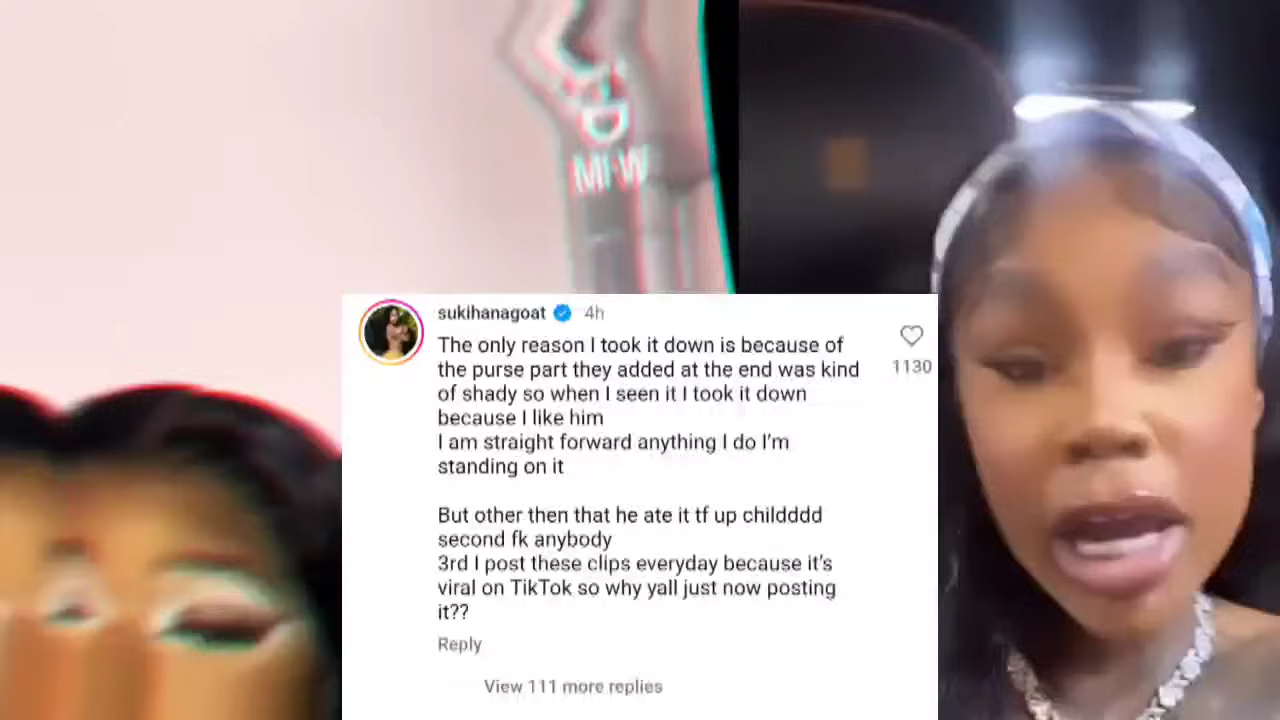 D
MFW
sukihanagoat 4h
The only reason I took it down is because of
the purse part they added at the end was kind
of shady so when I seen it I took it down
because I like him
I am straight forward anything I do I’m
standing on it
But other then that he ate it tf up childddd
second fk anybody
3rd I post these clips everyday because it’s
viral on TikTok so why yall just now posting
it??
Reply
View 111 more replies
1130